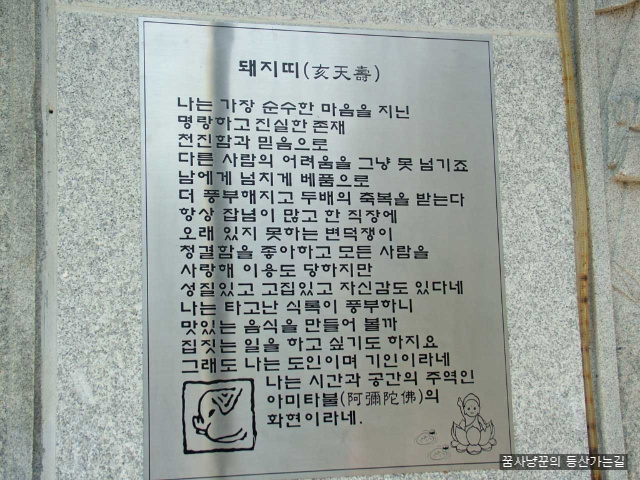 돼지띠(亥天壽)
나는 가장 순수한 마음을 지닌
명랑하고 진실한 존재
천진함과 믿음으로
다른 사람의 어려움을 그냥 못 넘기죠
남에게 넘치게 베품으로
더 풍부해지고 두배의 축복을 받는다
항상 잡념이 많고 한 직장에
오래 있지 못하는 변덕쟁이
청결함을 좋아하고 모든 사람을
사랑해 이용도 당하지만
성질있고 고집있고 자신감도 있다네
나는 타고난 식록이 풍부하니
맛있는 음식을 만들어 볼까
집짓는 일을 하고 싶기도 하지요
그래도 나는 도인이며 기인이라네
나는 시간과 공간의 주역인
아미타불(阿彌陀佛)의
화현이라네.
꿈사냥꾼의 등산가는길